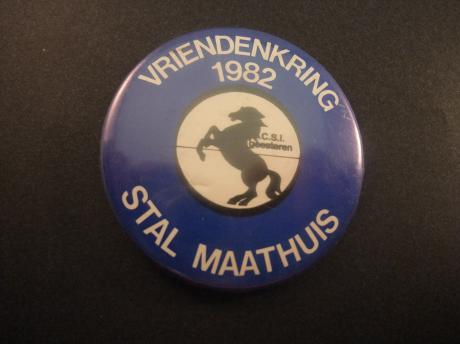 VRIENDENKRING
1982
.C.S.I.
Geesteren
STAL MAATHUIS